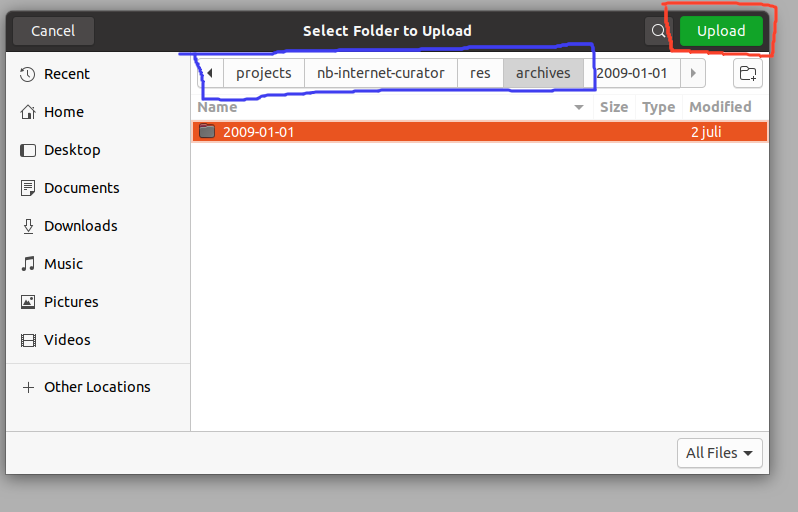 Cancel Select Folder to Upload Upload
Recent
Home
Desktop
Documents
Downloads
Music
Pictures
Videos
Other Locations
projects nb-internet-curator res archives 2009-01-01
Name Size Type Modified
2009-01-01 2 juli
All Files